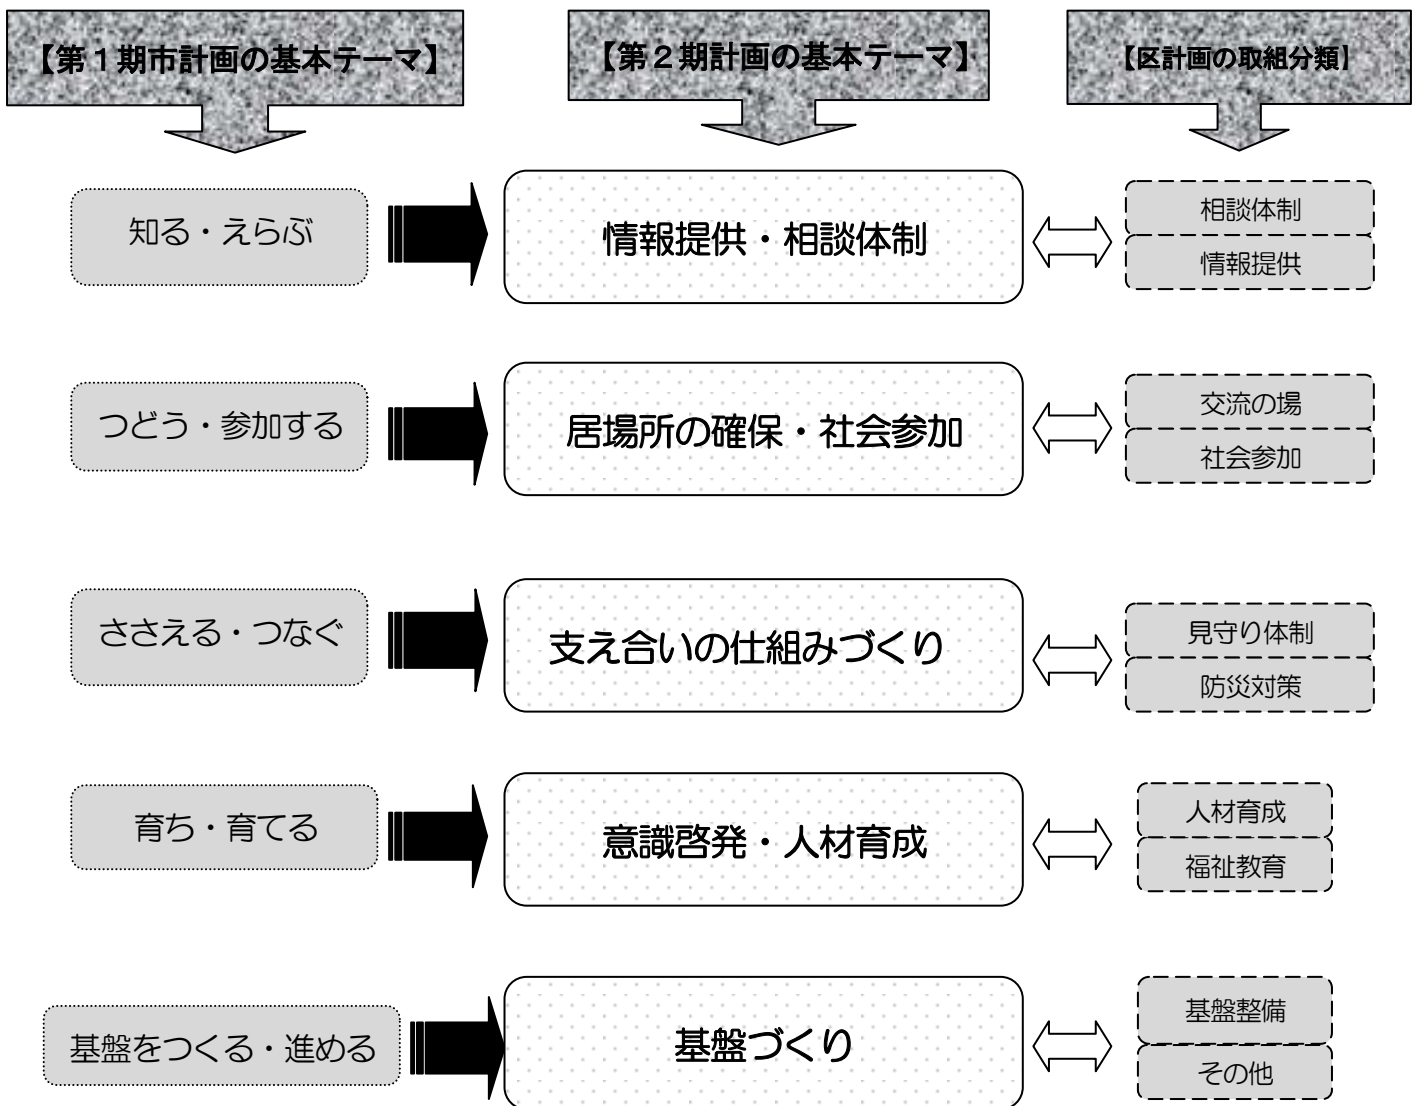 【第１期市計画の基本テーマ】
【第２期計画の基本テーマ】
【区計画の取組分類】
知る・えらぶ
情報提供・相談体制
相談体制
情報提供
つどう・参加する
居場所の確保・社会参加
交流の場
社会参加
ささえる・つなぐ
支え合いの仕組みづくり
見守り体制
防災対策
育ち・育てる
意識啓発・人材育成
人材育成
福祉教育
基盤をつくる・進める
基盤づくり
基盤整備
その他